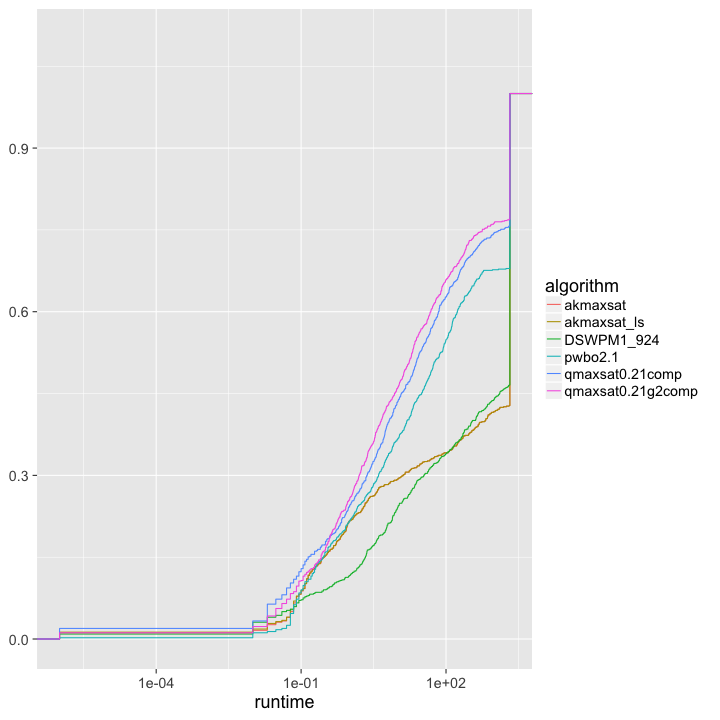 0.9
0.6
0.3
0.0
1e-04 1e-01 1e+02
runtime
algorithm
akmaxsat
akmaxsat_ls
DSWPM1_924
pwbo2.1
qmaxsat0.21comp
qmaxsat0.21g2comp